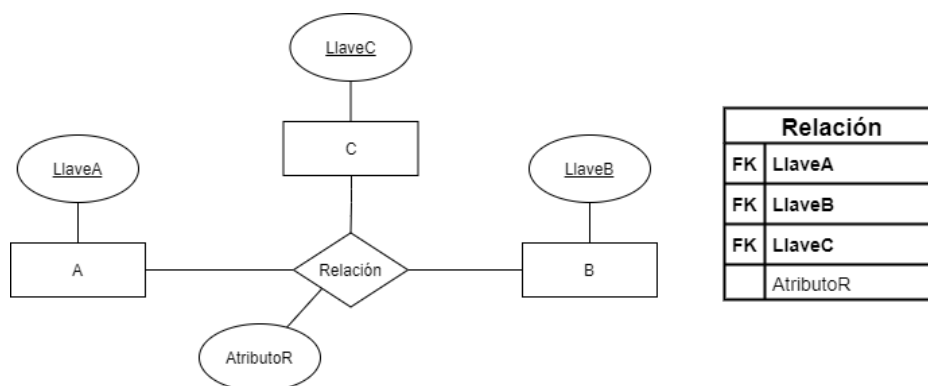 LlaveC
C
LlaveA
LlaveB
A
Relación
B
AtributoR
Relación
FK LlaveA
FK LlaveB
FK LlaveC
AtributoR